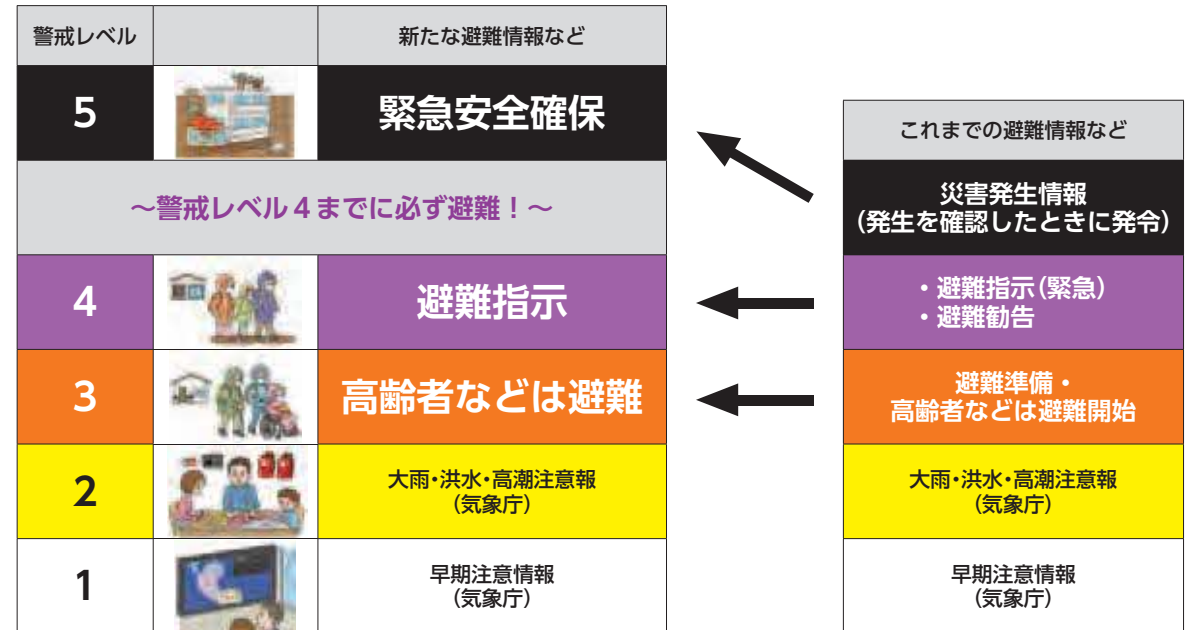 警戒レベル
新たな避難情報など
5
緊急安全確保
～警戒レベル４までに必ず避難！～
4
避難指示
3
高齢者などは避難
2
大雨・洪水・高潮注意報
（気象庁）
1
早期注意情報
（気象庁）
これまでの避難情報など
災害発生情報
（発生を確認したときに発令）
・避難指示（緊急）
・避難勧告
避難準備・
高齢者などは避難開始
大雨・洪水・高潮注意報
（気象庁）
早期注意情報
（気象庁）